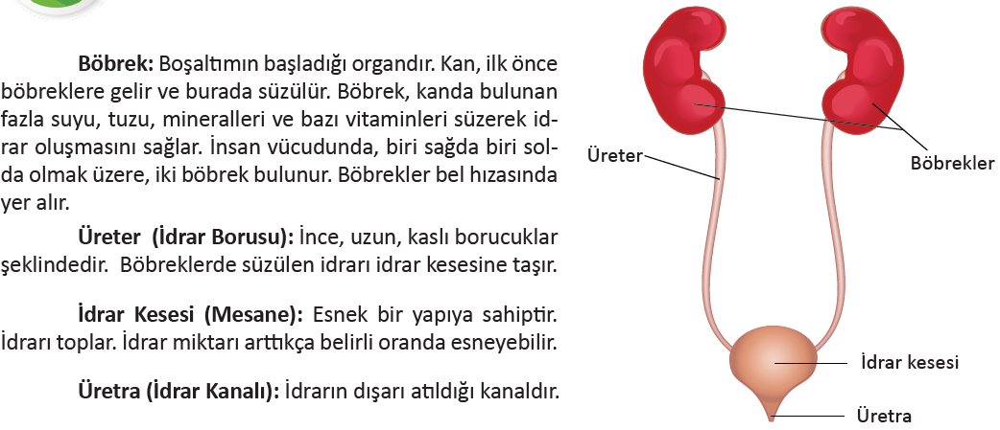 Böbrek: Boşaltımın başladığı organdır. Kan, ilk önce
böbreklere gelir ve burada süzülür. Böbrek, kanda bulunan
fazla suyu, tuzu, mineralleri ve bazı vitaminleri süzerek id-
rar oluşmasını sağlar. İnsan vücudunda, biri sağda biri sol-
da olmak üzere, iki böbrek bulunur. Böbrekler bel hızasında
yer alır.
Üreter (İdrar Borusu): İnce, uzun, kaslı borucuklar
şeklindedir. Böbreklerde süzülen idrarı idrar kesesine taşır.
İdrar Kesesi (Mesane): Esnek bir yapıya sahiptir.
İdrarı toplar. İdrar miktarı arttıkça belirli oranda esneyebilir.
Üretra (İdrar Kanalı): İdrarın dışarı atıldığı kanaldır.
Üreter
Böbrekler
İdrar kesesi
Üretra